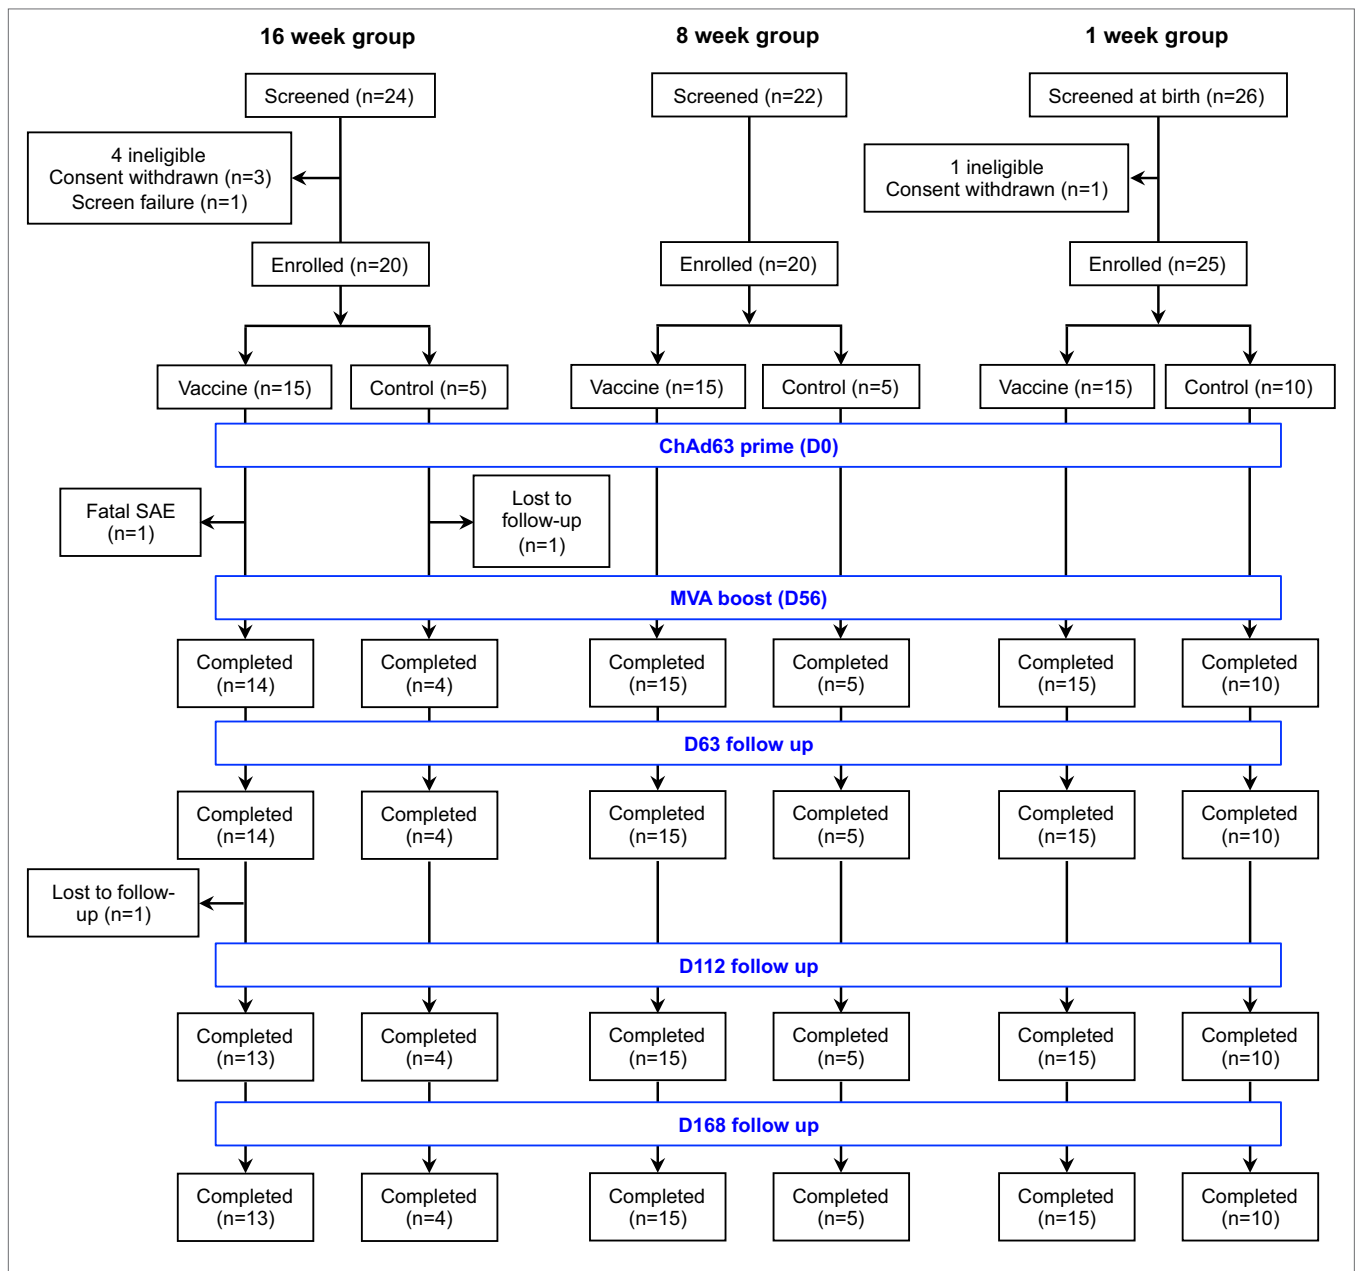 16 week group
8 week group
1 week group
Screened (n=24)
Screened (n=22)
Screened at birth (n=26)
4 ineligible
Consent withdrawn (n=3)
Screen failure (n=1)
1 ineligible
Consent withdrawn (n=1)
Enrolled (n=20)
Enrolled (n=20)
Enrolled (n=25)
Vaccine (n=15)
Control (n=5)
Vaccine (n=15)
Control (n=5)
Vaccine (n=15)
Control (n=10)
ChAd63 prime (D0)
Fatal SAE
(n=1)
Lost to
follow-up
(n=1)
MVA boost (D56)
Completed
(n=14)
Completed
(n=4)
Completed
(n=15)
Completed
(n=5)
Completed
(n=15)
Completed
(n=10)
D63 follow up
Completed
(n=14)
Completed
(n=4)
Completed
(n=15)
Completed
(n=5)
Completed
(n=15)
Completed
(n=10)
Lost to follow-
up (n=1)
D112 follow up
Completed
(n=13)
Completed
(n=4)
Completed
(n=15)
Completed
(n=5)
Completed
(n=15)
Completed
(n=10)
D168 follow up
Completed
(n=13)
Completed
(n=4)
Completed
(n=15)
Completed
(n=5)
Completed
(n=15)
Completed
(n=10)